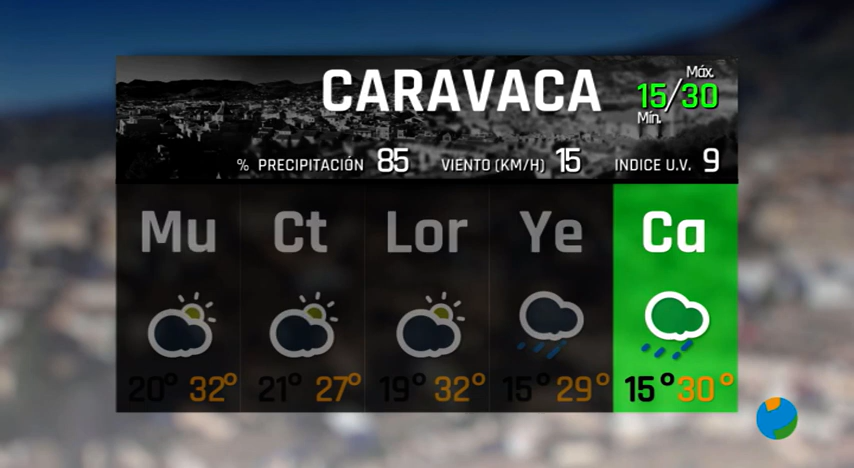 CARAVACA
Máx.
15/30
Mín.
% PRECIPITACIÓN 85 VIENTO (KM/H) 15 INDICE U.V. 9
Mu Ct Lor Ye Ca
20° 32° 21° 27° 19° 32° 15° 29° 15° 30°